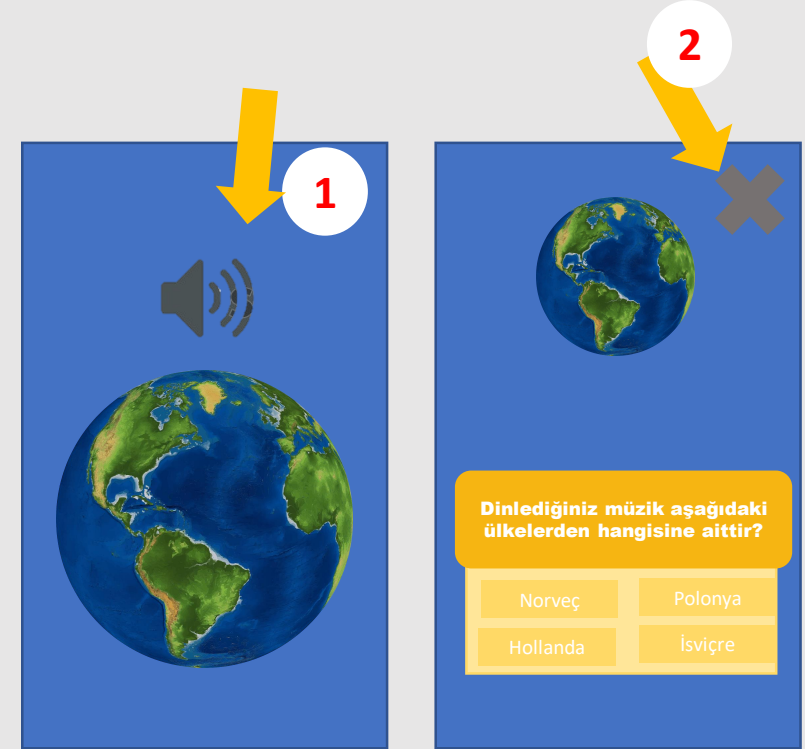 1
2
Dinlediğiniz müzik aşağıdaki
ülkelerden hangisine aittir?
Norveç
Polonya
Hollanda
İsviçre